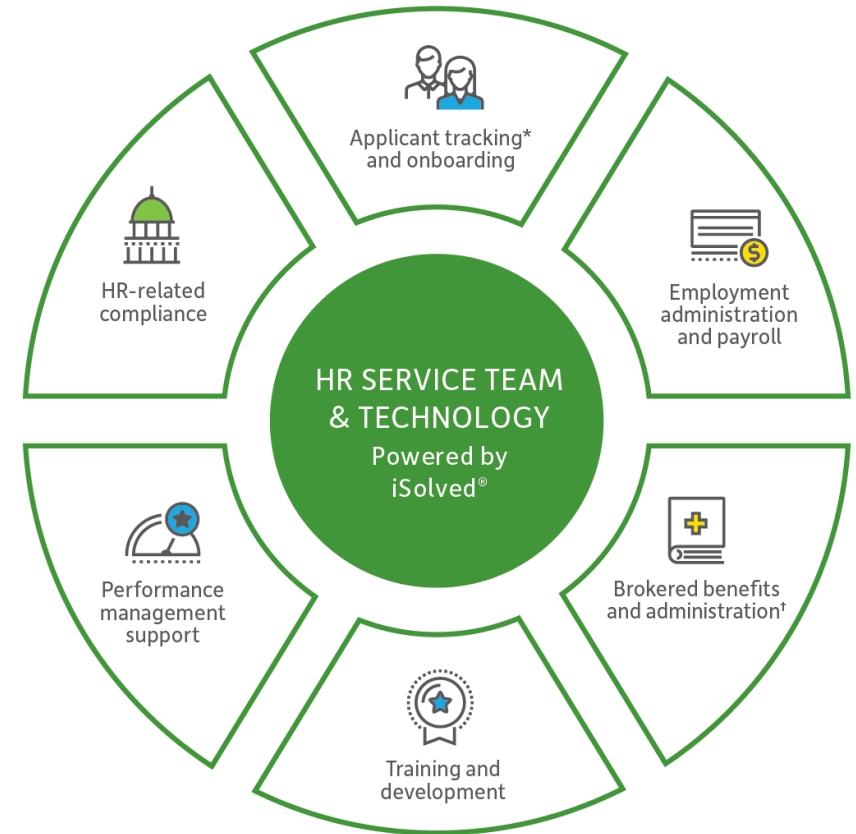 Applicant tracking*
and onboarding
Employment
administration
and payroll
Brokered benefits
and administration†
Training and
development
Performance
management
support
HR-related
compliance
HR SERVICE TEAM
& TECHNOLOGY
Powered by
iSolved®
$